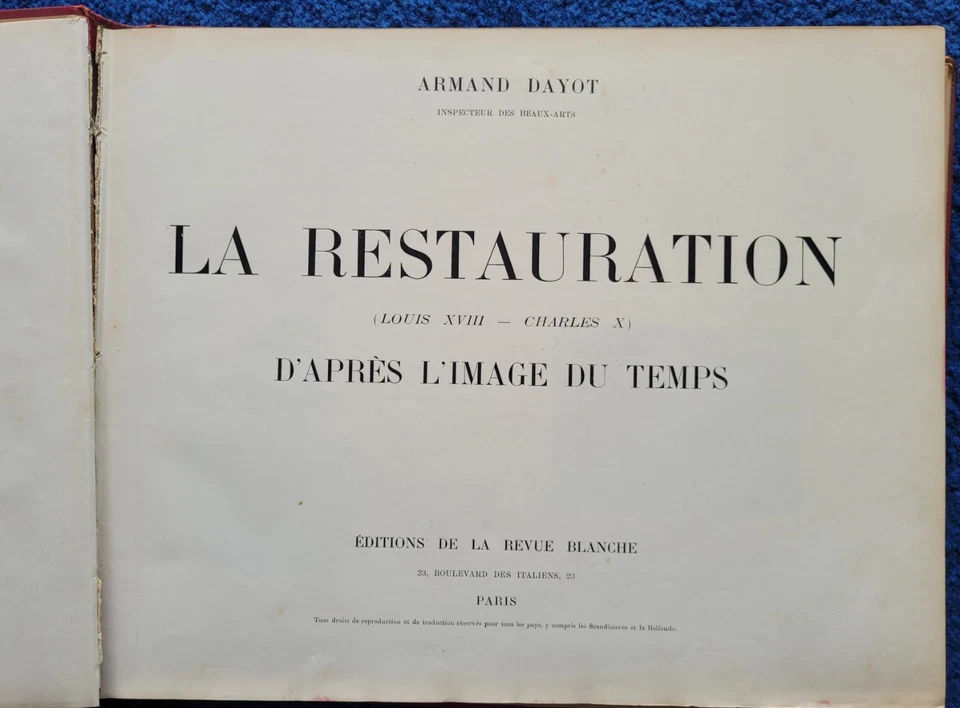 ARMAND DAYOT
INSPECTEUR DES BEAUX-ARTS
LA RESTAURATION
(LOUIS XVIII — CHARLES X)
D'APRÈS L'IMAGE DU TEMPS
ÉDITIONS DE LA REVUE BLANCHE
23, BOULEVARD DES ITALIENS, 23
PARIS
Tous droits de reproduction et de traduction réservés pour tous les pays, y compris les Scandinaves et la Hollande.